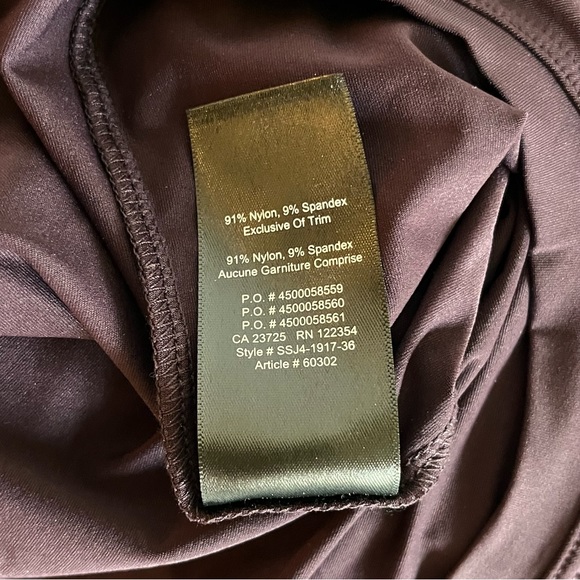 91% Nylon, 9% Spandex
Exclusive Of Trim
91% Nylon, 9% Spandex
Aucune Garniture Comprise
P.O. # 4500058559
P.O. # 4500058560
P.O. # 4500058561
CA 23725 RN 122354
Style # SSJ4-1917-36
Article # 60302